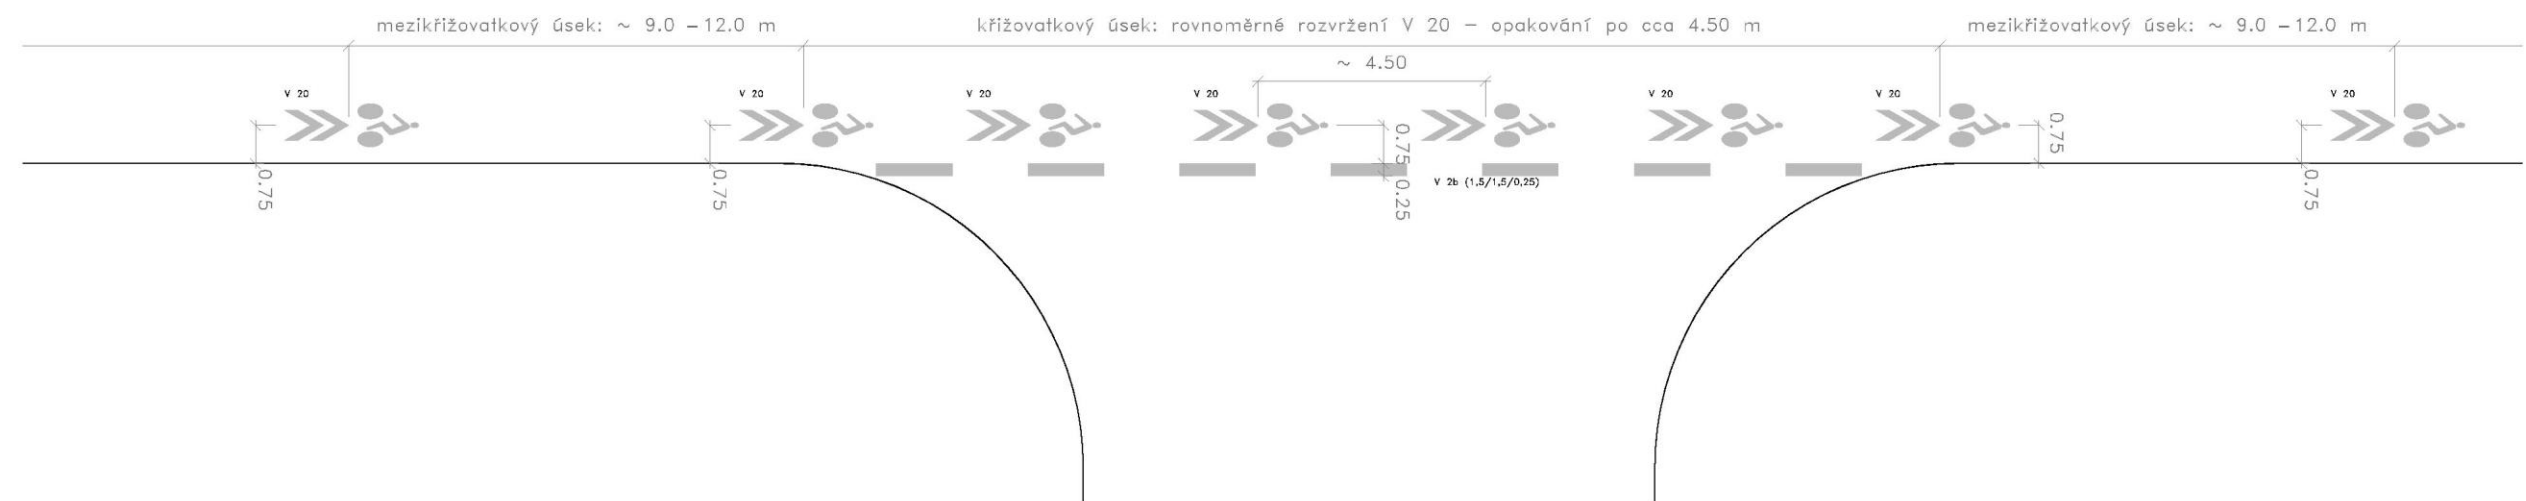 mezikřižovatkový úsek: ~ 9.0 –12.0 m
křižovatkový úsek: rovnoměrné rozvržení V 20 – opakování po cca 4.50 m
mezikřižovatkový úsek: ~ 9.0 –12.0 m
~ 4.50
V 20
V 20
V 20
V 20
V 20
V 20
V 20
0.75
0.75
0.75
0.25
V 2b (1,5/1,5/0,25)
0.75
0.75